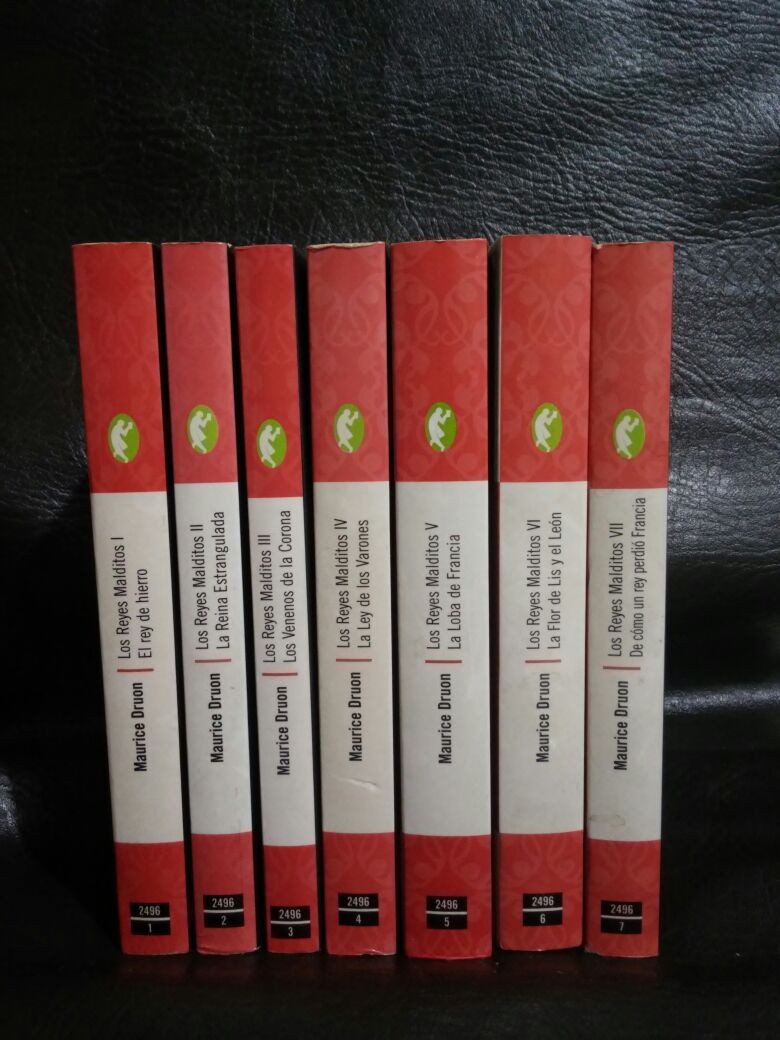 Maurice Druon
Los Reyes Malditos I
El rey de hierro
2496
1
Maurice Druon
Los Reyes Malditos II
La Reina Estrangulada
2496
2
Maurice Druon
Los Reyes Malditos III
Los Venenos de la Corona
2496
3
Maurice Druon
Los Reyes Malditos IV
La Ley de los Varones
2496
4
Maurice Druon
Los Reyes Malditos V
La Loba de Francia
2496
5
Maurice Druon
Los Reyes Malditos VI
La Flor de Lis y el León
2496
6
Maurice Druon
Los Reyes Malditos VII
De cómo un rey perdió Francia
2496
7